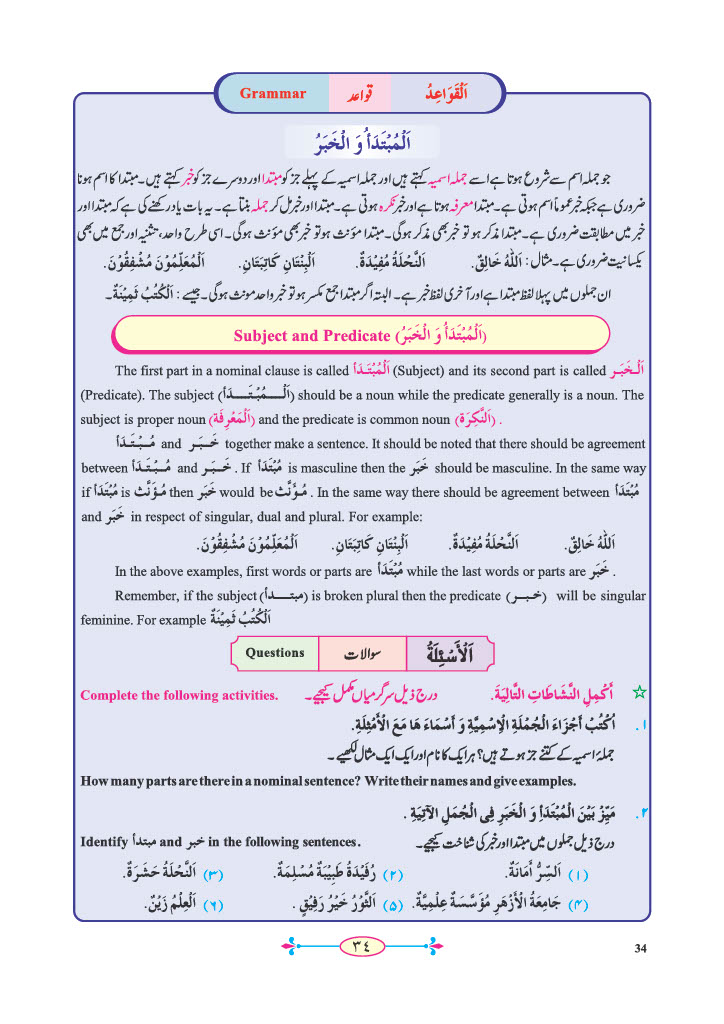 Grammar قواعد اَلْقَوَاعِدُ
اَلْمُبْتَدَأُ وَ الْخَبَرُ
جو جملہ اسم سے شروع ہوتا ہے اسے جملہ اسمیہ کہتے ہیں اور جملہ اسمیہ کے پہلے جز کو مبتدا اور دوسرے جز کو خبر کہتے ہیں۔ مبتدا کا اسم ہونا
ضروری ہے جبکہ خبر عموماً اسم ہوتی ہے۔ مبتدا معرفہ ہوتا ہے اور خبر نکرہ ہوتی ہے۔ مبتدا اور خبر مل کر جملہ بنتا ہے۔ یہ بات یاد رکھنے کی ہے کہ مبتدا اور
خبر میں مطابقت ضروری ہے۔ مبتدا مذکر ہو تو خبر بھی مذکر ہوگی۔ مبتدا مؤنث ہو تو خبر بھی مؤنث ہوگی۔ اسی طرح واحد، تثنیہ اور جمع میں بھی
یکسانیت ضروری ہے۔ مثال: اَللهُ خَالِقٌ. اَلنَّحْلَةُ مُفِيْدَةٌ. اَلْبِنْتَانِ كَاتِبَتَانِ. اَلْمُعَلِّمُوْنَ مُشْفِقُوْنَ.
ان جملوں میں پہلا لفظ مبتدا ہے اور آخری لفظ خبر ہے۔ البتہ اگر مبتدا جمع مکسر ہو تو خبر واحد مونث ہوگی۔ جیسے: اَلْكُتُبُ ثَمِيْنَةٌ۔
Subject and Predicate (اَلْمُبْتَدَأُ وَ الْخَبَرُ)
The first part in a nominal clause is called اَلْمُبْتَدَأ (Subject) and its second part is called اَلْخَبَر
(Predicate). The subject (اَلْمُبْتَدَأ) should be a noun while the predicate generally is a noun. The
subject is proper noun (اَلْمَعْرِفَة) and the predicate is common noun (اَلنَّكِرَة) .
مُبْتَدَأ and خَبَر together make a sentence. It should be noted that there should be agreement
between مُبْتَدَأ and خَبَر . If مُبْتَدَأ is masculine then the خَبَر should be masculine. In the same way
if مُبْتَدَأ is مُؤَنَّث then خَبَر would be مُؤَنَّث . In the same way there should be agreement between مُبْتَدَأ
and خَبَر in respect of singular, dual and plural. For example:
اَللهُ خَالِقٌ. اَلنَّحْلَةُ مُفِيْدَةٌ. اَلْبِنْتَانِ كَاتِبَتَانِ. اَلْمُعَلِّمُوْنَ مُشْفِقُوْنَ.
In the above examples, first words or parts are مُبْتَدَأ while the last words or parts are خَبَر .
Remember, if the subject (مبتدأ) is broken plural then the predicate (خبر) will be singular
feminine. For example اَلْكُتُبُ ثَمِيْنَةٌ
Questions سوالات اَلْأَسْئِلَةُ
☆ أَكْمِلِ النَّشَاطَاتِ التَّالِيَةَ. درج ذیل سرگرمیاں مکمل کیجیے۔ Complete the following activities.
۱. اُكْتُبْ أَجْزَاءَ الْجُمْلَةِ الْاِسْمِيَّةِ وَ أَسْمَاءَ هَا مَعَ الْأَمْثِلَةِ.
جملۂ اسمیہ کے کتنے جز ہوتے ہیں؟ ہر ایک کا نام اور ایک ایک مثال لکھیے۔
How many parts are there in a nominal sentence? Write their names and give examples.
۲. مَيِّزْ بَيْنَ الْمُبْتَدَأِ وَ الْخَبَرِ فِى الْجُمَلِ الْآتِيَةِ .
درج ذیل جملوں میں مبتدا اور خبر کی شناخت کیجیے۔ Identify مبتدأ and خبر in the following sentences.
(۱) اَلسِّرُّ أَمَانَةٌ. (۲) رُفَيْدَةُ طَبِيْبَةٌ مُسْلِمَةٌ. (۳) اَلنَّحْلَةُ حَشَرَةٌ.
(۴) جَامِعَةُ الْأَزْهَرِ مُؤَسَّسَةٌ عِلْمِيَّةٌ. (۵) اَلثَّوْرُ خَيْرُ رَفِيْقٍ . (۶) اَلْعِلْمُ زَيْنٌ.
۳۴
34